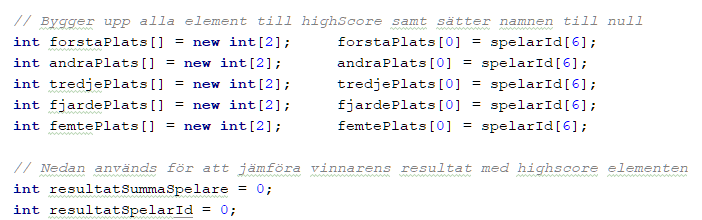 // Bygger upp alla element till highScore samt sätter namnen till null
int forstaPlats[] = new int[2];     forstaPlats[0] = spelarId[6];
int andraPlats[] = new int[2];      andraPlats[0] = spelarId[6];
int tredjePlats[] = new int[2];     tredjePlats[0] = spelarId[6];
int fjardePlats[] = new int[2];     fjardePlats[0] = spelarId[6];
int femtePlats[] = new int[2];      femtePlats[0] = spelarId[6];
// Nedan används för att jämföra vinnarens resultat med highscore elementen
int resultatSummaSpelare = 0;
int resultatSpelarId = 0;